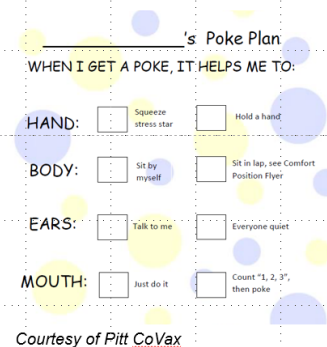 _________________'s Poke Plan
WHEN I GET A POKE, IT HELPS ME TO:
HAND:
Squeeze
stress star
Hold a hand
BODY:
Sit by
myself
Sit in lap, see Comfort
Position Flyer
EARS:
Talk to me
Everyone quiet
MOUTH:
Just do it
Count “1, 2, 3”,
then poke
Courtesy of Pitt CoVax